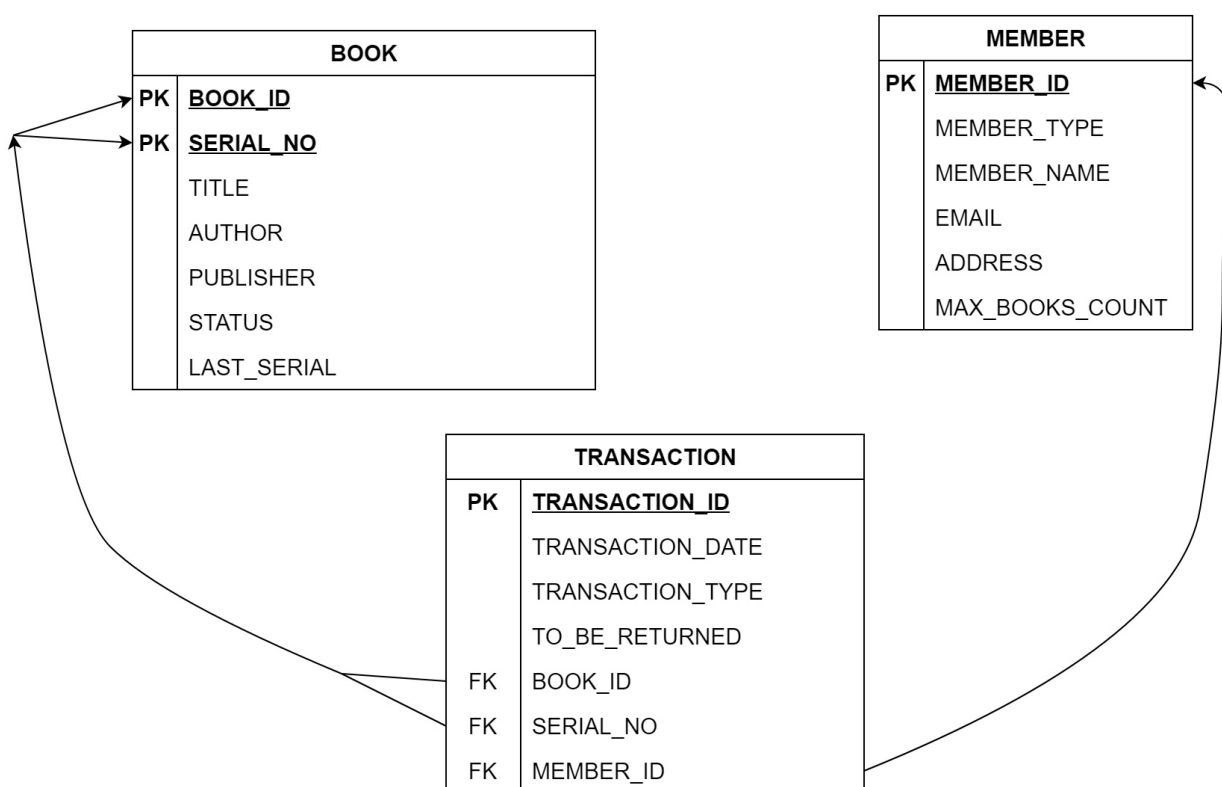 BOOK
PK BOOK_ID
PK SERIAL_NO
TITLE
AUTHOR
PUBLISHER
STATUS
LAST_SERIAL
MEMBER
PK MEMBER_ID
MEMBER_TYPE
MEMBER_NAME
EMAIL
ADDRESS
MAX_BOOKS_COUNT
TRANSACTION
PK TRANSACTION_ID
TRANSACTION_DATE
TRANSACTION_TYPE
TO_BE_RETURNED
FK BOOK_ID
FK SERIAL_NO
FK MEMBER_ID